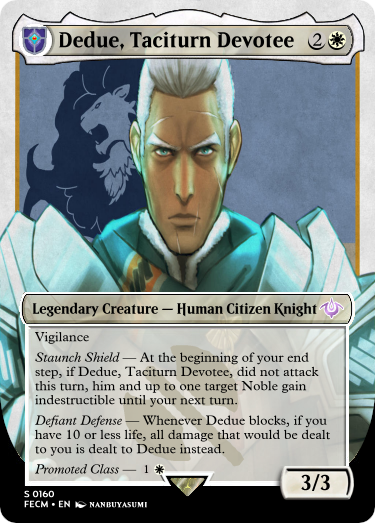 Dedue, Taciturn Devotee 2
Legendary Creature — Human Citizen Knight
Vigilance
Staunch Shield — At the beginning of your end
step, if Dedue, Taciturn Devotee, did not attack
this turn, him and up to one target Noble gain
indestructible until your next turn.
Defiant Defense — Whenever Dedue blocks, if you
have 10 or less life, all damage that would be dealt
to you is dealt to Dedue instead.
Promoted Class — 1
3/3
S 0160
FECM • EN NANBUYASUMI